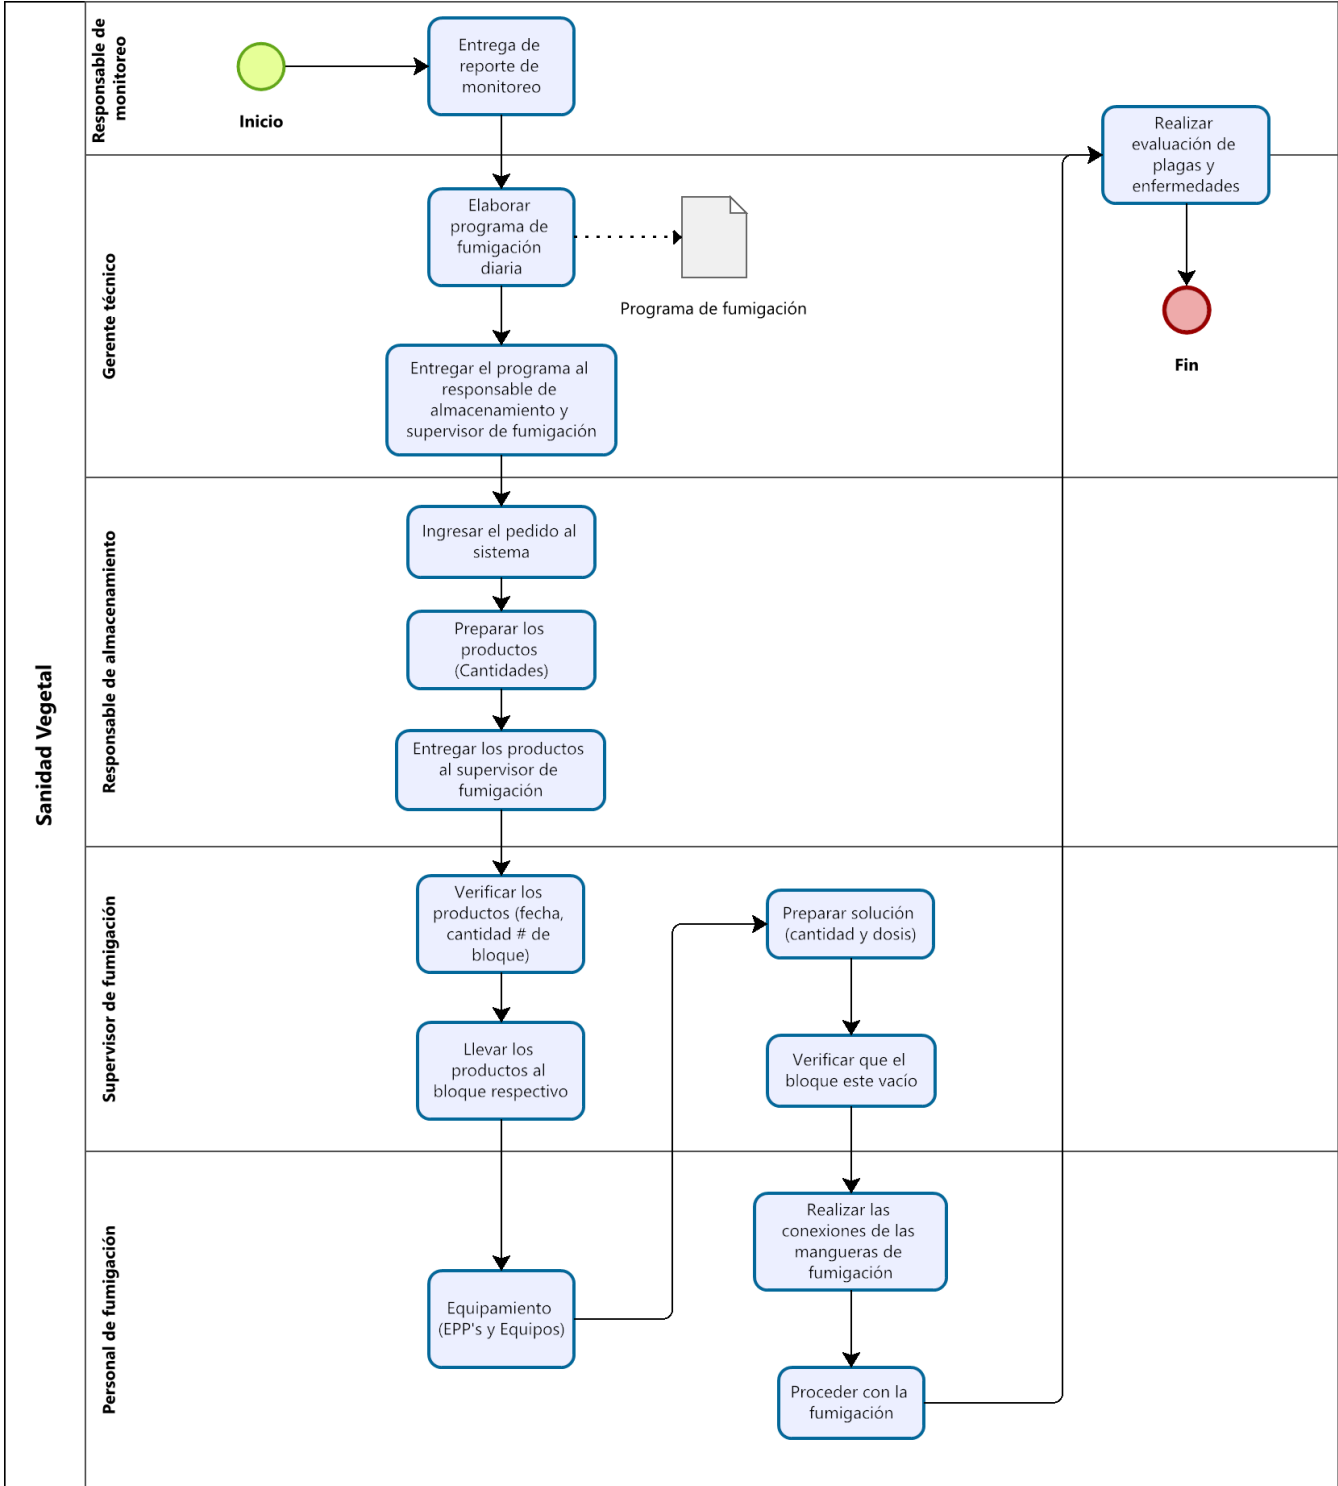 Sanidad Vegetal
Responsable de
monitoreo
Inicio
Entrega de
reporte de
monitoreo
Realizar
evaluación de
plagas y
enfermedades
Fin
Gerente técnico
Elaborar
programa de
fumigación
diaria
Programa de fumigación
Entregar el programa al
responsable de
almacenamiento y
supervisor de fumigación
Responsable de almacenamiento
Ingresar el pedido al
sistema
Preparar los
productos
(Cantidades)
Entregar los productos
al supervisor de
fumigación
Supervisor de fumigación
Verificar los
productos (fecha,
cantidad # de
bloque)
Llevar los
productos al
bloque respectivo
Preparar solución
(cantidad y dosis)
Verificar que el
bloque este vacío
Personal de fumigación
Equipamiento
(EPP's y Equipos)
Realizar las
conexiones de las
mangueras de
fumigación
Proceder con la
fumigación